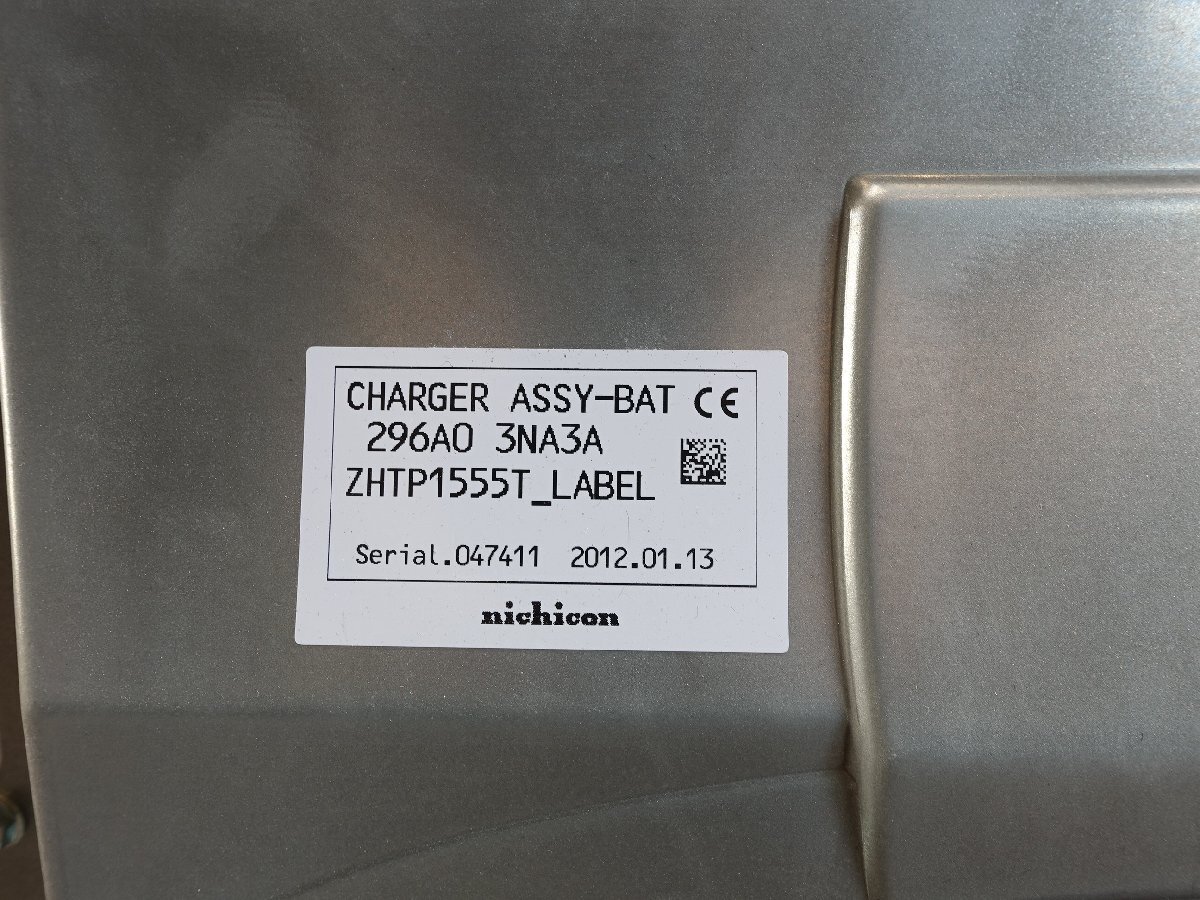 CHARGER ASSY-BAT CE
296A0 3NA3A
ZHTP1555T_LABEL
Serial.047411 2012.01.13
nichicon